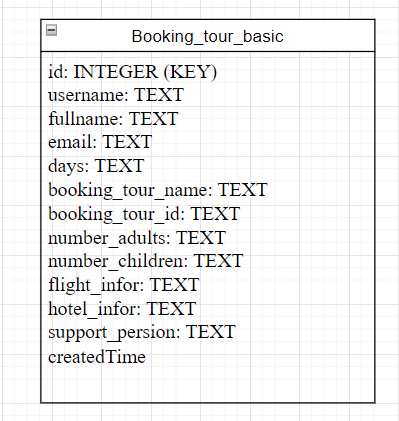 Booking_tour_basic
id: INTEGER (KEY)
username: TEXT
fullname: TEXT
email: TEXT
days: TEXT
booking_tour_name: TEXT
booking_tour_id: TEXT
number_adults: TEXT
number_children: TEXT
flight_infor: TEXT
hotel_infor: TEXT
support_persion: TEXT
createdTime